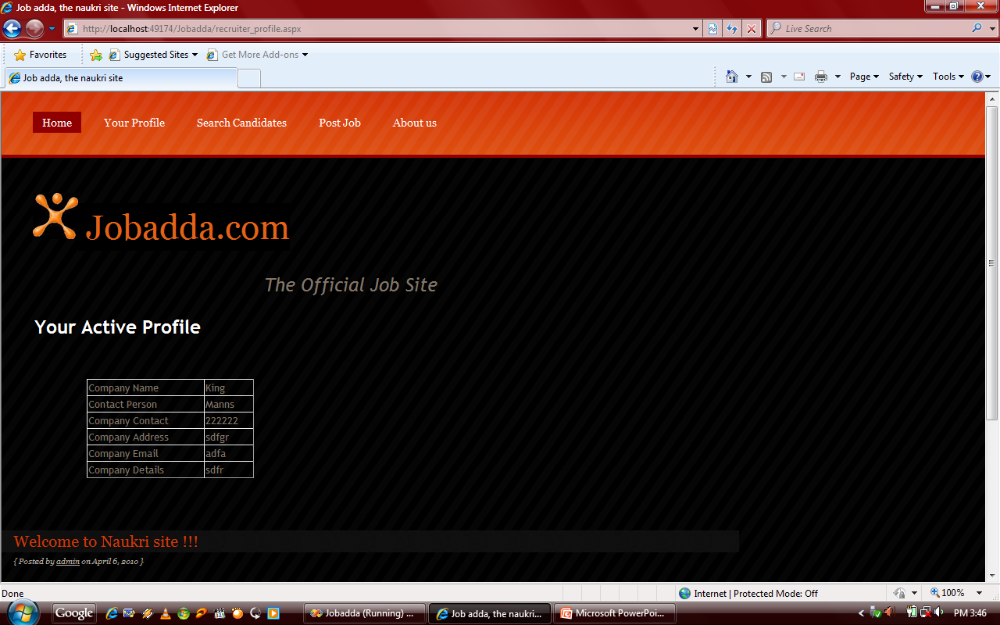 Job adda, the naukri site - Windows Internet Explorer
http://localhost:49174/Jobadda/recruiter_profile.aspx
Live Search
Favorites Suggested Sites Get More Add-ons
Job adda, the naukri site
Page Safety Tools
Home Your Profile Search Candidates Post Job About us
Jobadda.com
The Official Job Site
Your Active Profile
Company Name King
Contact Person Manns
Company Contact 222222
Company Address sdfgr
Company Email adfa
Company Details sdfr
Welcome to Naukri site !!!
{ Posted by admin on April 6, 2010 }
Done Internet | Protected Mode: Off 100%
Google Jobadda (Running) ... Job adda, the naukri... Microsoft PowerPoi... PM 3:46